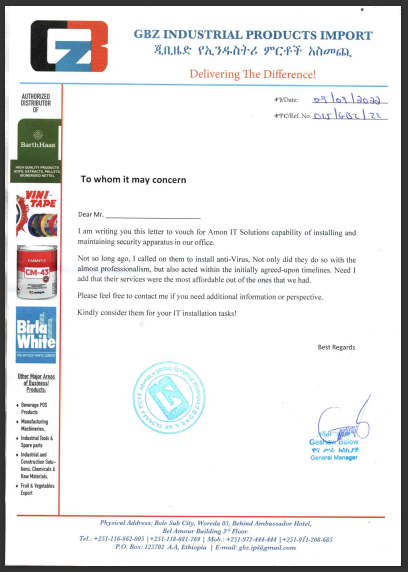 GBZ
GBZ INDUSTRIAL PRODUCTS IMPORT
ጂቢዜድ የኢንዱስትሪ ምርቶች አስመጪ
Delivering The Difference!
AUTHORIZED
DISTRIBUTOR
OF
ቀን/Date: 09/09/2022
ቁጥር/Ref. No. 015/GBZ/22
BarthHaas
HIGH QUALITY PRODUCTS
HOPS, EXTRACTS, PELLETS,
ISOMERISED KETTEL
VINI-
TAPE
CM-43
Birla
White
To whom it may concern
Dear Mr.
I am writing you this letter to vouch for Amon IT Solutions capability of installing and
maintaining security apparatus in our office.
Not so long ago, I called on them to install anti-Virus, Not only did they do so with the
almost professionalism, but also acted within the initially agreed-upon timelines. Need I
add that their services were the most affordable out of the ones that we had.
Please feel free to contact me if you need additional information or perspective.
Kindly consider them for your IT installation tasks!
Best Regards
Other Major Areas
of Business/
Products:
• Beverage POS
Products
• Manufacturing
Machineries,
• Industrial Tools &
Spare parts
• Industrial and
Construction Solu-
tions, Chemicals &
Raw Materials.
• Fruit & Vegetables
Export
General Manager
Physical Address: Bole Sub City, Woreda 03, Behind Ambassador Hotel,
Bel Amour Building 3rd Floor.
Tel.: +251-116-662-005 |+251-118-681-769 | Mob.: +251-972-444-444 |+251-911-208-685
P.O. Box: 125702 A.A, Ethiopia | E-mail: gbz.ipi@gmail.com